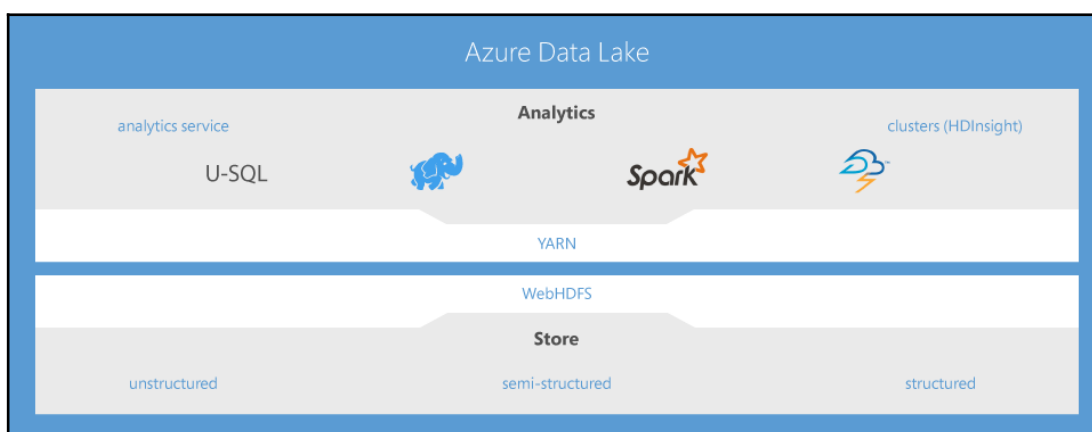 Azure Data Lake
Analytics
analytics service
clusters (HDInsight)
U-SQL
Spark
YARN
WebHDFS
Store
unstructured
semi-structured
structured